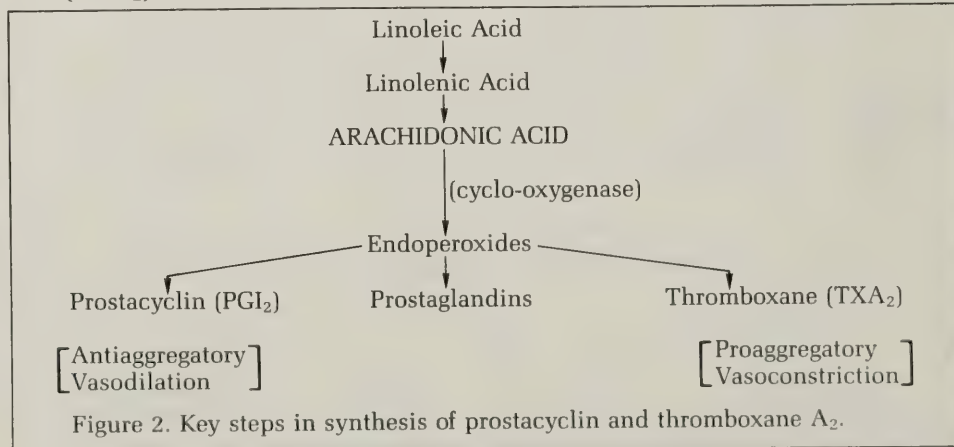 Linoleic Acid
Linolenic Acid
ARACHIDONIC ACID
(cyclo-oxygenase)
Endoperoxides
Prostacyclin (PGI₂) Prostaglandins Thromboxane (TXA₂)
[Antiaggregatory] [Proaggregatory]
[Vasodilation] [Vasoconstriction]
Figure 2. Key steps in synthesis of prostacyclin and thromboxane A₂.